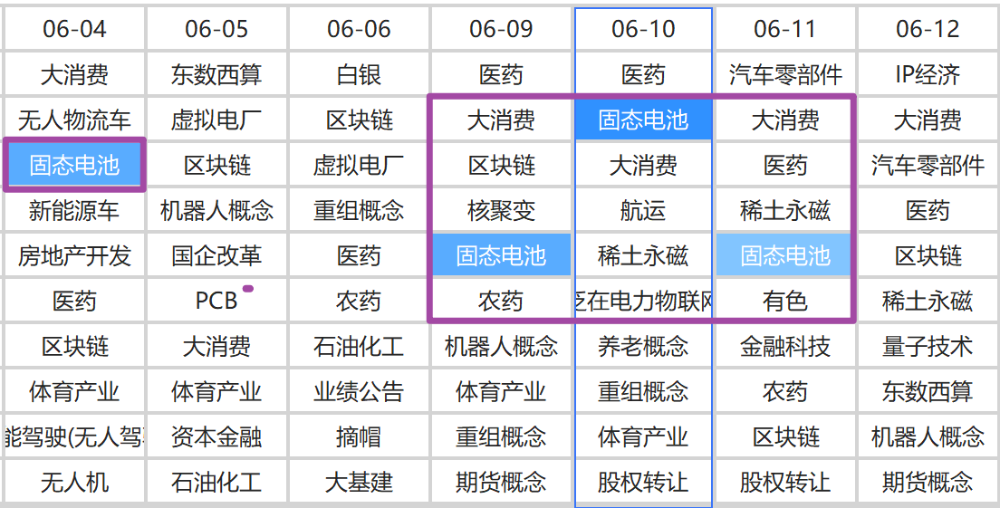 06-04 06-05 06-06 06-09 06-10 06-11 06-12
大消费 东数西算 白银 医药 医药 汽车零部件 IP经济
无人物流车 虚拟电厂 区块链 大消费 固态电池 大消费 大消费
固态电池 区块链 虚拟电厂 区块链 大消费 医药 汽车零部件
新能源车 机器人概念 重组概念 核聚变 航运 稀土永磁 医药
房地产开发 国企改革 医药 固态电池 稀土永磁 固态电池 区块链
医药 PCB 农药 农药 泛在电力物联网 有色 稀土永磁
区块链 大消费 石油化工 机器人概念 养老概念 金融科技 量子技术
体育产业 体育产业 业绩公告 体育产业 重组概念 农药 东数西算
能驾驶(无人驾 资本金融 摘帽 重组概念 体育产业 区块链 机器人概念
无人机 石油化工 大基建 期货概念 股权转让 股权转让 期货概念